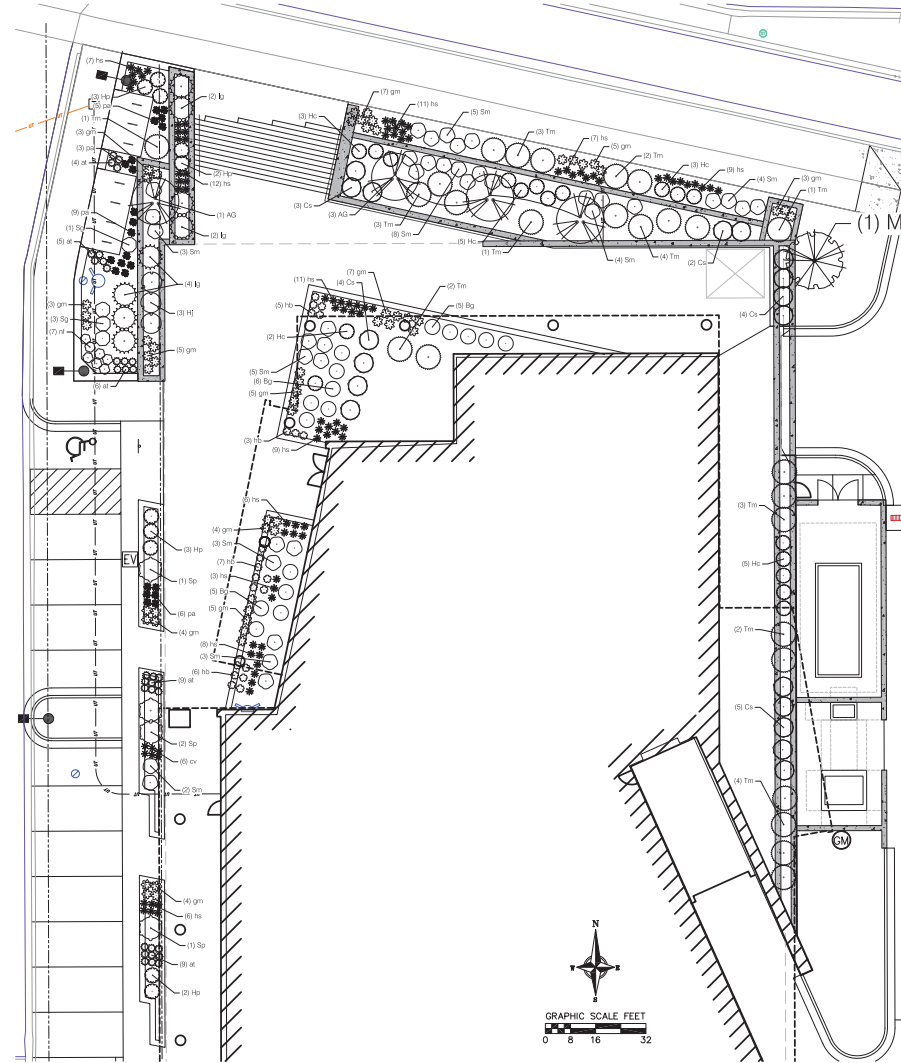 (7) hs
(3) Hp
(5) pa
(1) Tm
(3) gm
(3) pa
(4) at
(9) pa
(1) Sg
(5) at
(3) gm
(3) Sg
(7) nf
(6) at
(2) Ig
(2) Hp
(12) hs
(1) AG
(2) Ig
(3) Sm
(4) Ig
(3) Hj
(5) gm
(7) gm
(3) Hc
(11) hs
(5) Sm
(3) Tm
(7) hs
(5) gm
(2) Tm
(3) Hc
(9) hs
(4) Sm
(3) gm
(1) Tm
(1) M
(3) Cs
(3) AG
(3) Tm
(8) Sm
(5) Hc
(1) Tm
(4) Sm
(4) Tm
(2) Cs
(4) Cs
(7) gm
(4) Cs
(11) hs
(5) hb
(2) Tm
(5) Bg
(2) Hc
(5) Sm
(6) Bg
(5) gm
(3) hb
(9) hs
(6) hs
(4) gm
(3) Sm
(7) hb
(3) hs
(5) Bg
(5) gm
(8) hs
(3) Sm
(6) hb
EV
(3) Hp
(1) Sp
(6) pa
(4) gm
(9) at
(2) Sp
(6) cv
(2) Sm
(4) gm
(6) hs
(1) Sp
(9) at
(2) Hp
(3) Tm
(5) Hc
(2) Tm
(5) Cs
(4) Tm
GM
N
W E
S
GRAPHIC SCALE FEET
0 8 16 32